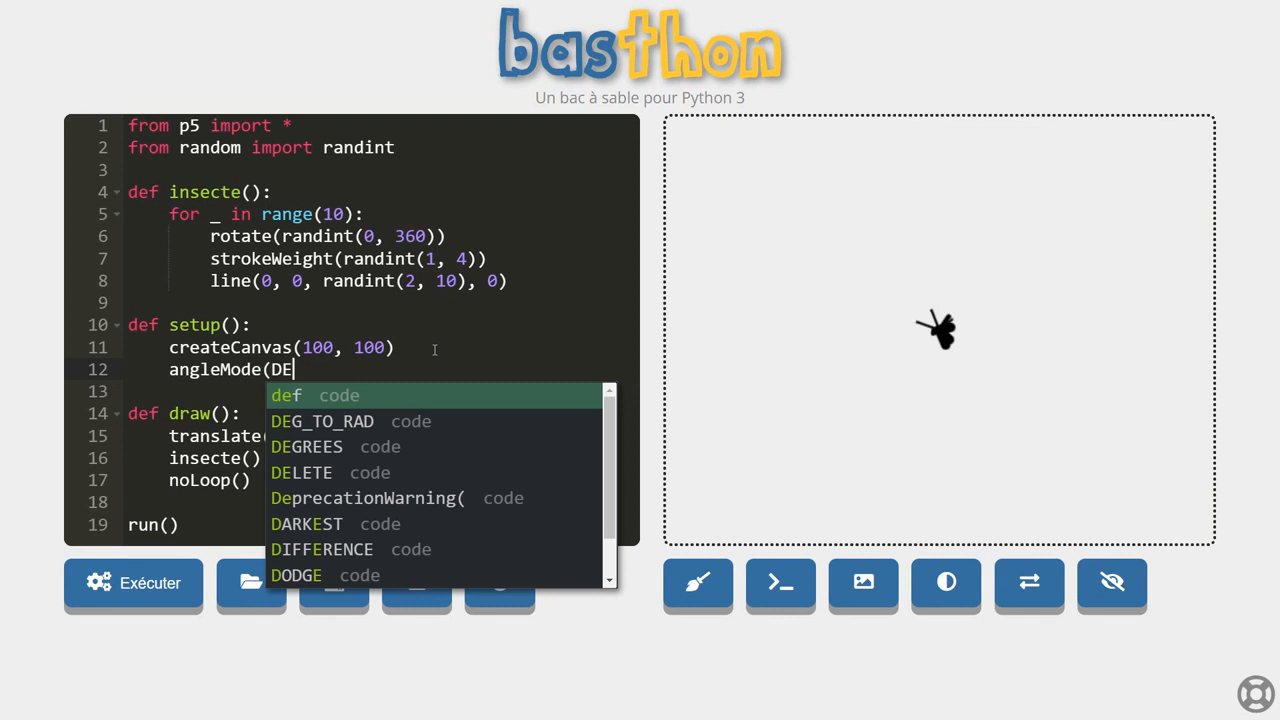 basthon
Un bac à sable pour Python 3
1 from p5 import *
2 from random import randint
3
4 def insecte():
5 for _ in range(10):
6 rotate(randint(0, 360))
7 strokeWeight(randint(1, 4))
8 line(0, 0, randint(2, 10), 0)
9
10 def setup():
11 createCanvas(100, 100)
12 angleMode(DE
13
14 def draw():
15 translate(
16 insecte()
17 noLoop()
18
19 run()
def code
DEG_TO_RAD code
DEGREES code
DELETE code
DeprecationWarning( code
DARKEST code
DIFFERENCE code
DODGE code
Exécuter